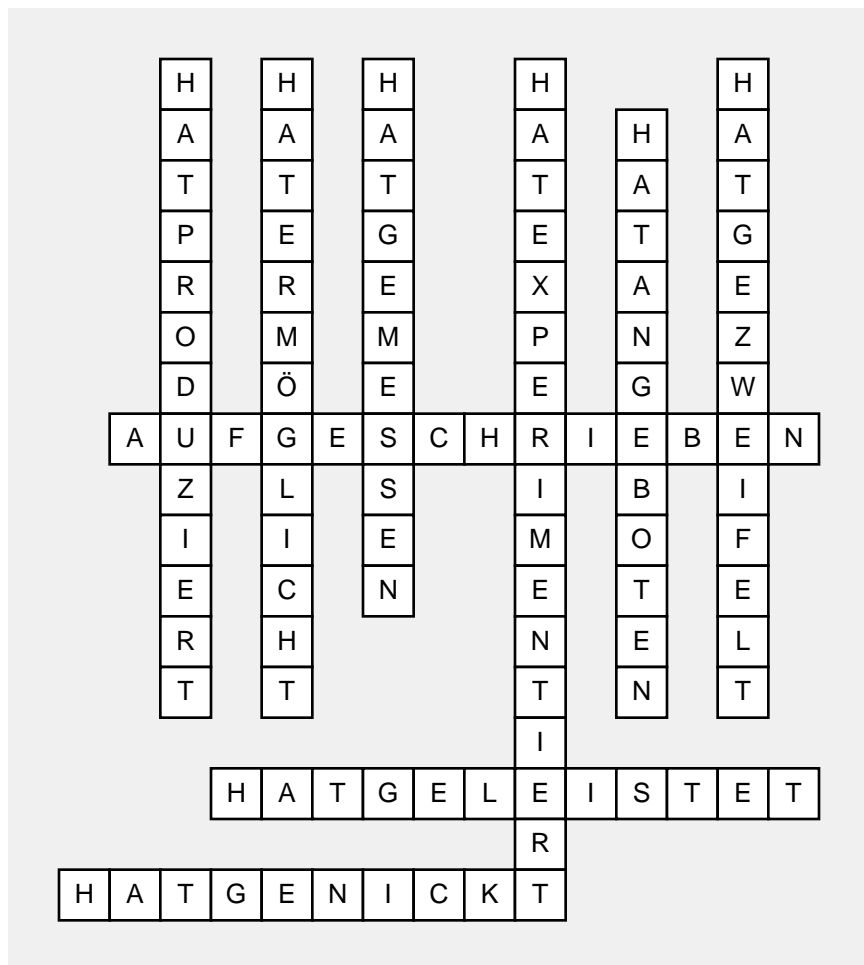 HATPRODUZIERT
HATERMÖGLICHT
HATGEMESSEN
HATEXPERIMENTIERT
HATANGEBOTEN
HATGEZWEIFELT
AUFGESCHRIEBEN
HATGELEISTET
HATGENICKT